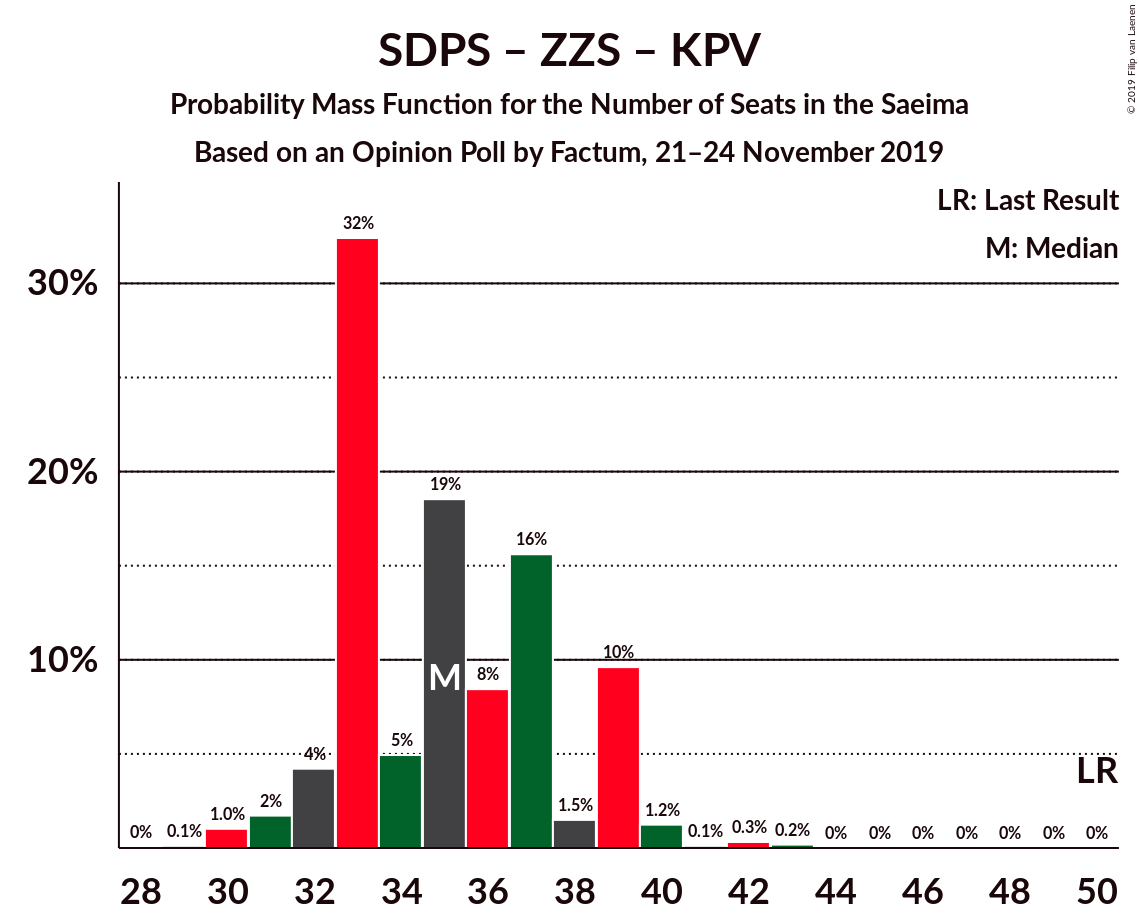 SDPS – ZZS – KPV
Probability Mass Function for the Number of Seats in the Saeima
Based on an Opinion Poll by Factum, 21–24 November 2019
© 2019 Filip van Laenen
LR: Last Result
M: Median
30%
20%
10%
0%
0.1%
1.0%
2%
4%
32%
5%
19%
M
8%
16%
1.5%
10%
1.2%
0.1%
0.3%
0.2%
0%
0%
0%
0%
0%
0%
0%
LR
28 30 32 34 36 38 40 42 44 46 48 50